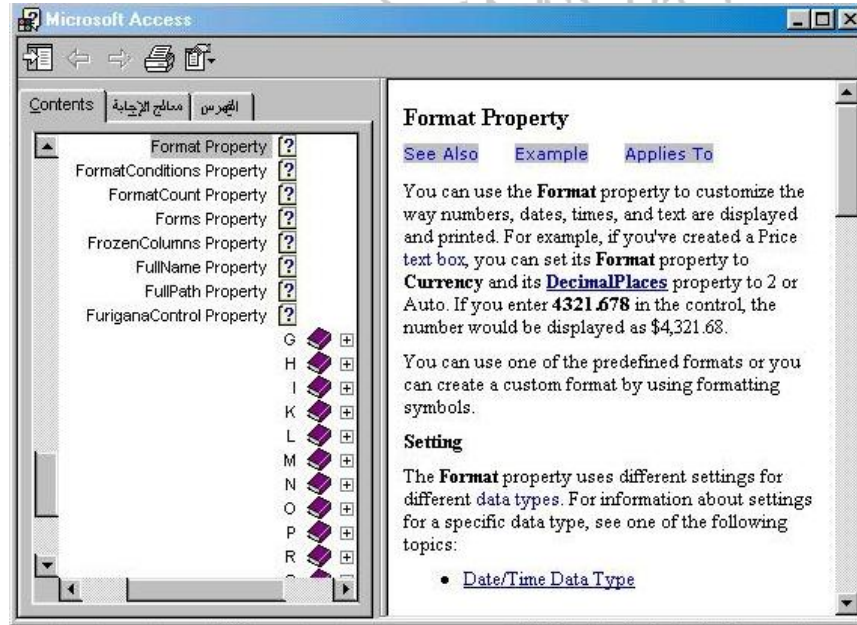 Microsoft Access
Contents معالج الإجابة الفهرس
Format Property
FormatConditions Property
FormatCount Property
Forms Property
FrozenColumns Property
FullName Property
FullPath Property
FuriganaControl Property
G
H
I
K
L
M
N
O
P
R
Format Property
See Also Example Applies To
You can use the Format property to customize the
way numbers, dates, times, and text are displayed
and printed. For example, if you've created a Price
text box, you can set its Format property to
Currency and its DecimalPlaces property to 2 or
Auto. If you enter 4321.678 in the control, the
number would be displayed as $4,321.68.
You can use one of the predefined formats or you
can create a custom format by using formatting
symbols.
Setting
The Format property uses different settings for
different data types. For information about settings
for a specific data type, see one of the following
topics:
• Date/Time Data Type